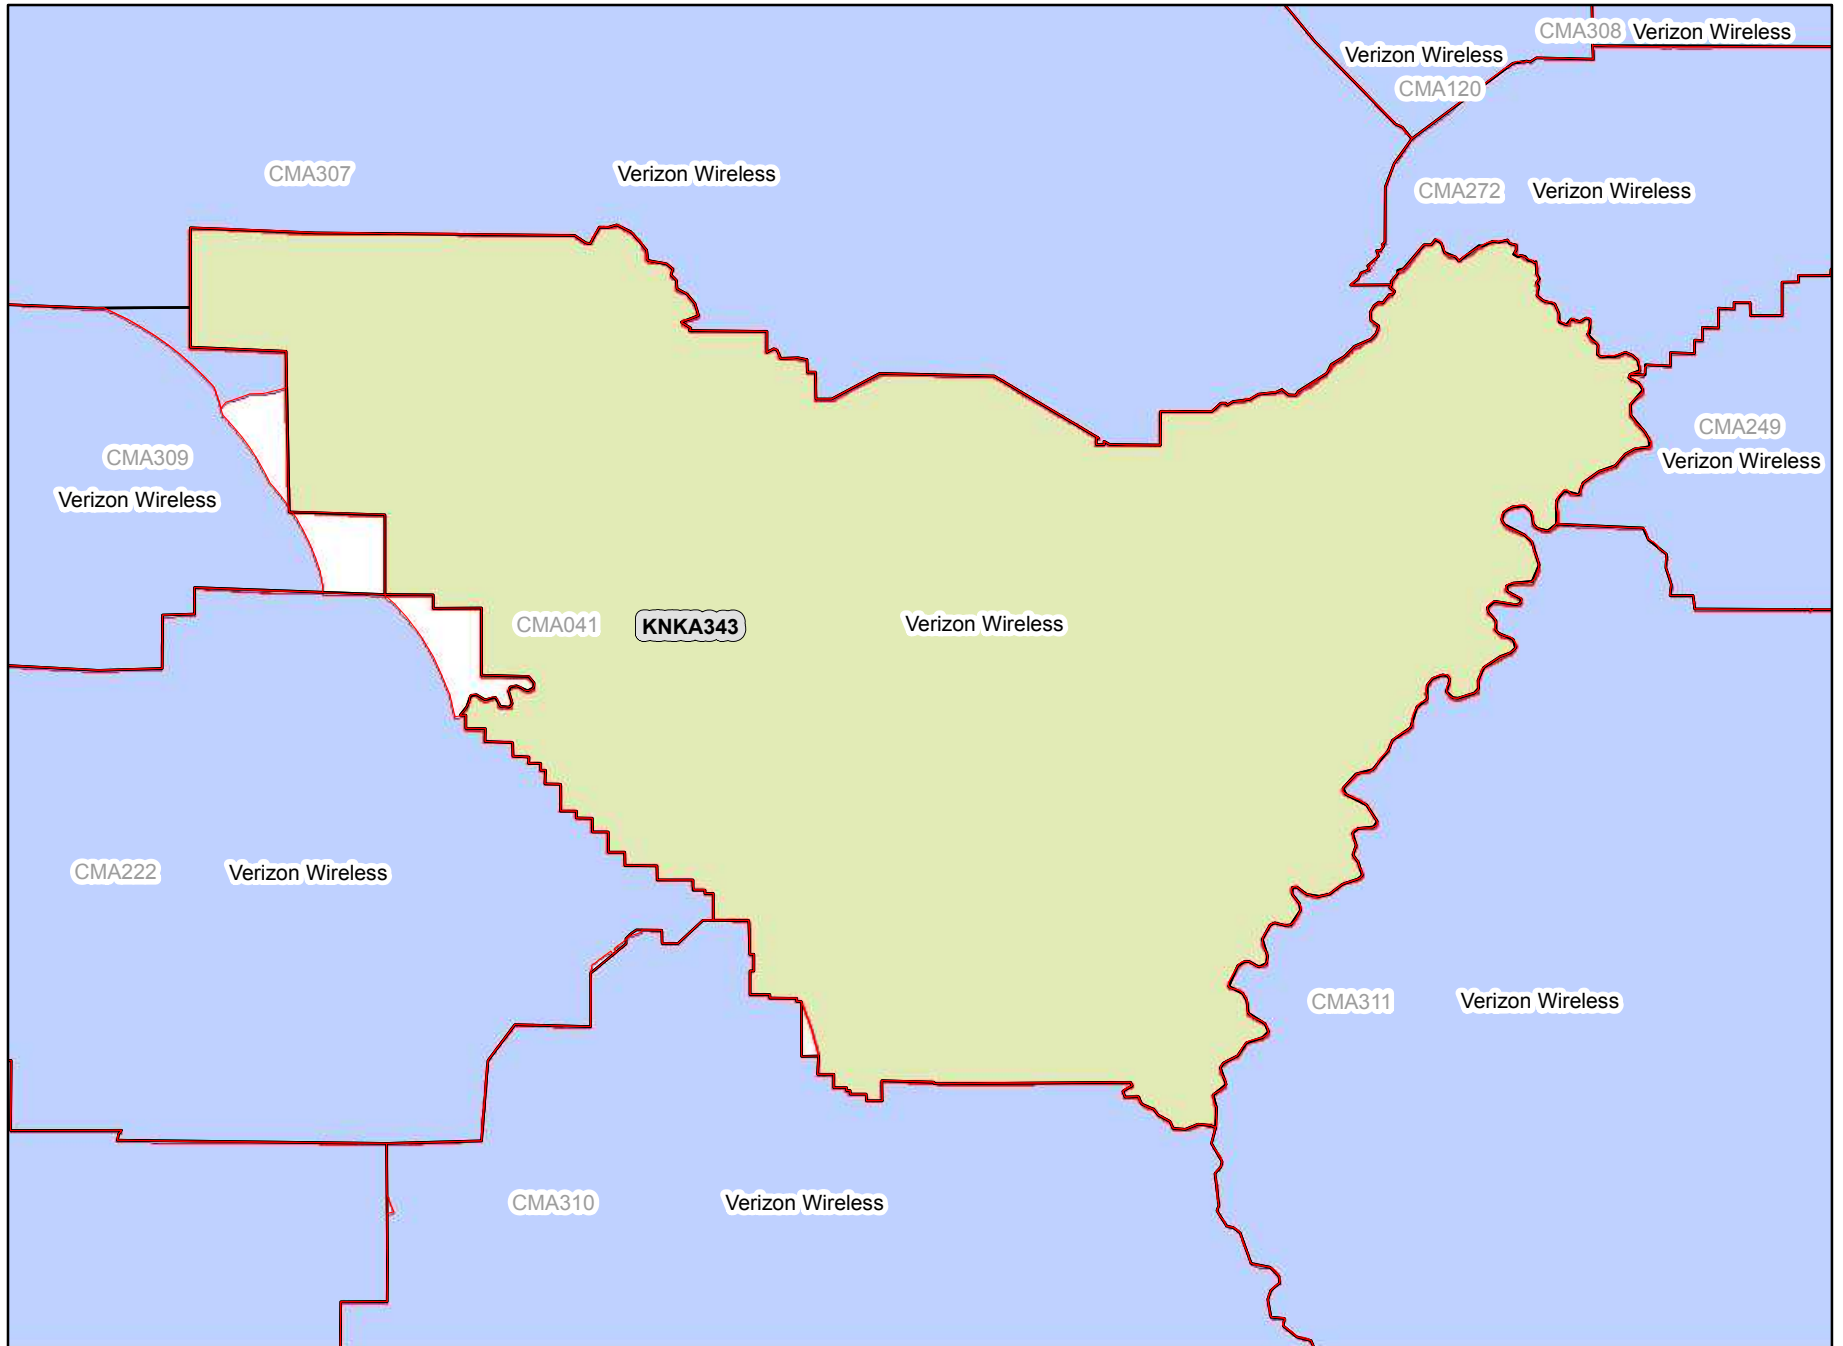 CMA308 Verizon Wireless
Verizon Wireless
CMA120
CMA307 Verizon Wireless
CMA272 Verizon Wireless
CMA249
Verizon Wireless
CMA309
Verizon Wireless
CMA041 KNKA343 Verizon Wireless
CMA222 Verizon Wireless
CMA311 Verizon Wireless
CMA310 Verizon Wireless